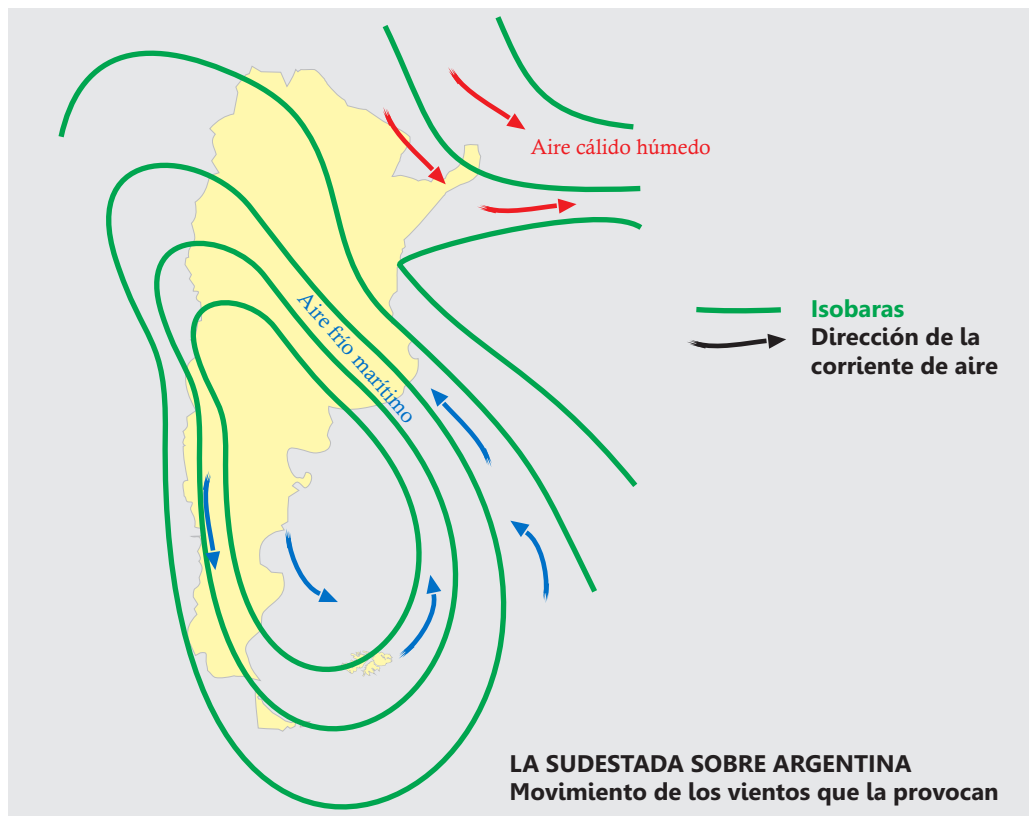 Aire cálido húmedo
Aire frío marítimo
Isobaras
Dirección de la
corriente de aire
LA SUDESTADA SOBRE ARGENTINA
Movimiento de los vientos que la provocan